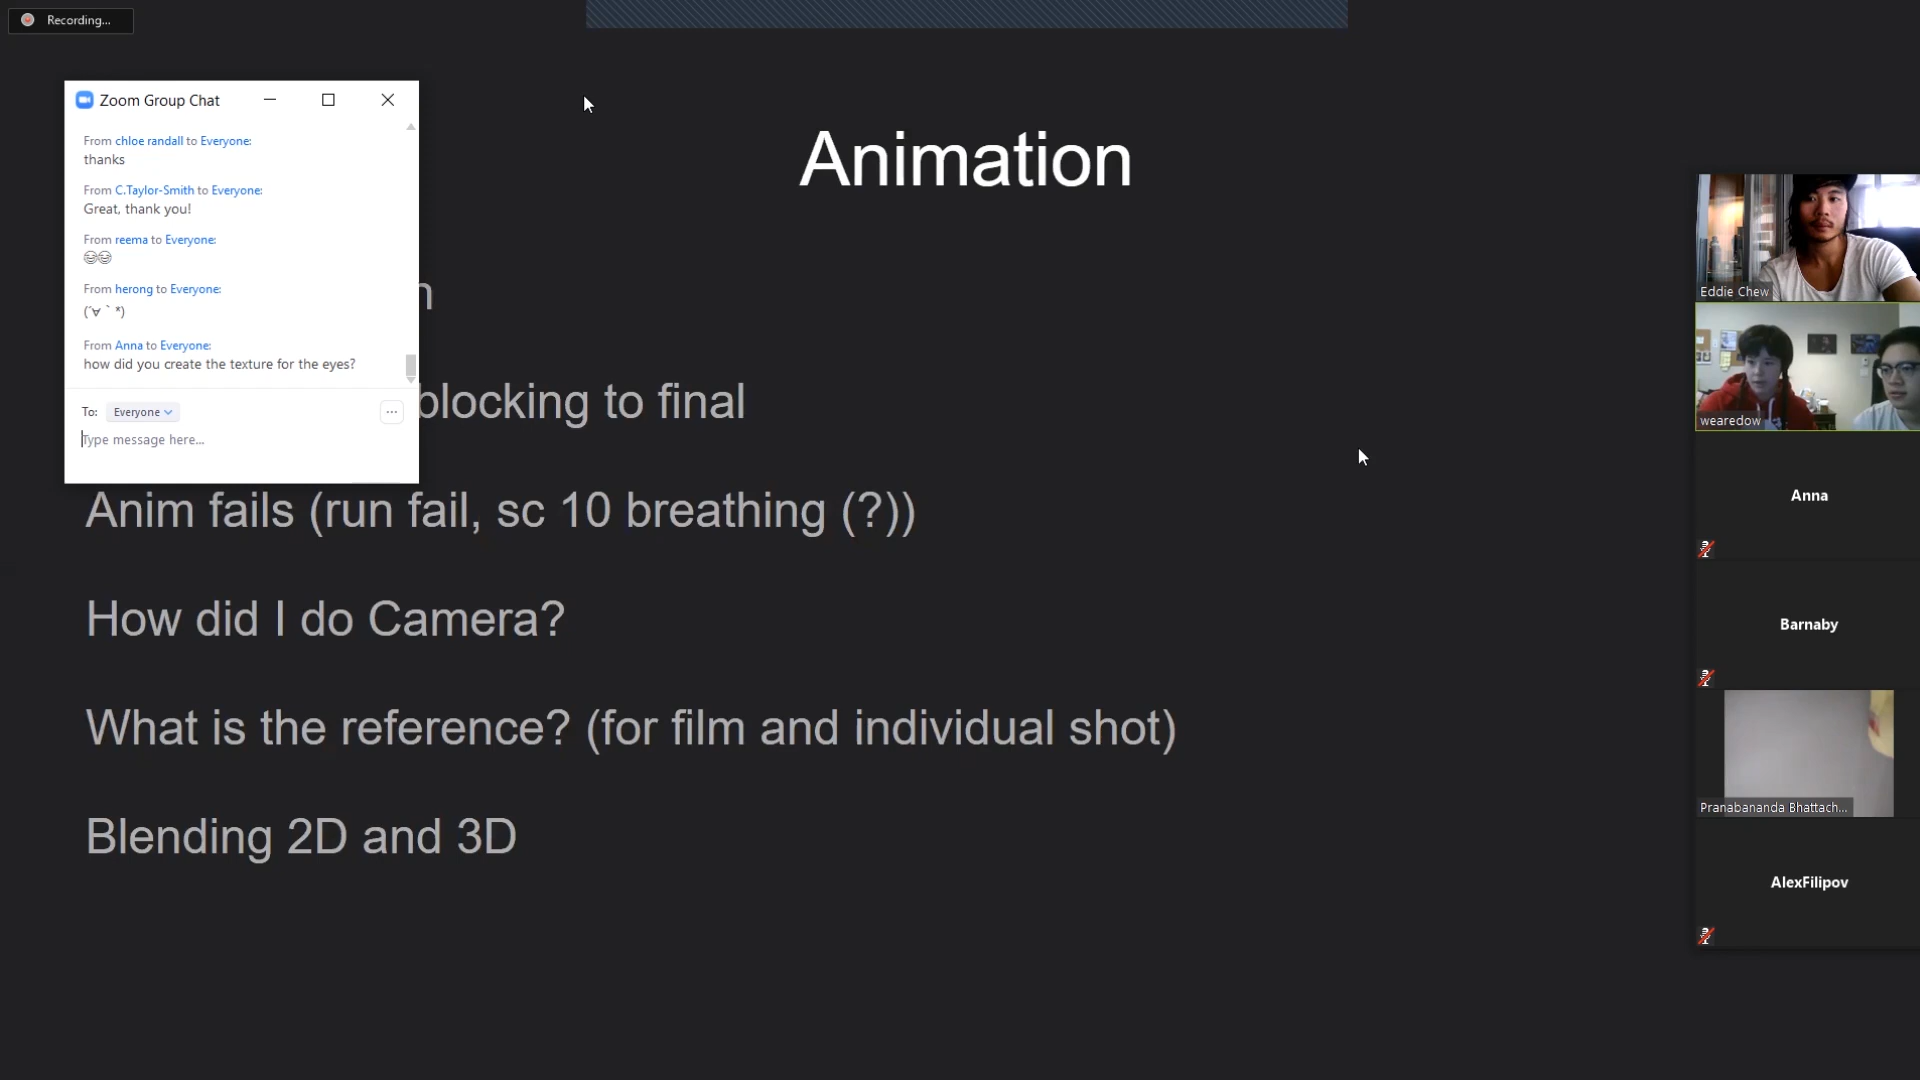 Recording...
Zoom Group Chat
From chloe randall to Everyone:
thanks
From C.Taylor-Smith to Everyone:
Great, thank you!
From reema to Everyone:
😂😂
From herong to Everyone:
(´∀｀*)
From Anna to Everyone:
how did you create the texture for the eyes?
To: Everyone
Type message here...
Animation
blocking to final
Anim fails (run fail, sc 10 breathing (?))
How did I do Camera?
What is the reference? (for film and individual shot)
Blending 2D and 3D
Eddie Chew
wearedow
Anna
Barnaby
Pranabananda Bhattach...
AlexFilipov